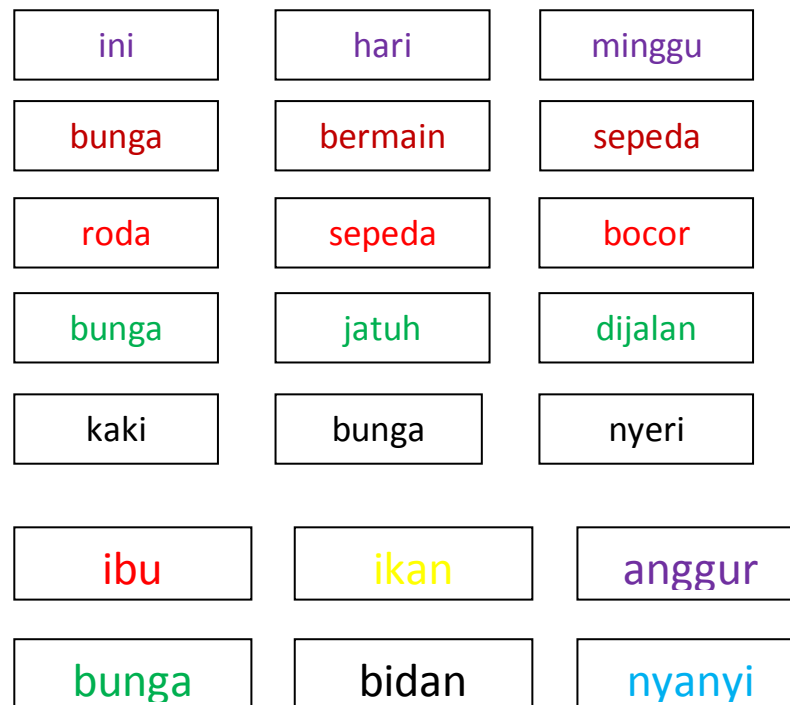 ini hari minggu
bunga bermain sepeda
roda sepeda bocor
bunga jatuh dijalan
kaki bunga nyeri
ibu ikan anggur
bunga bidan nyanyi